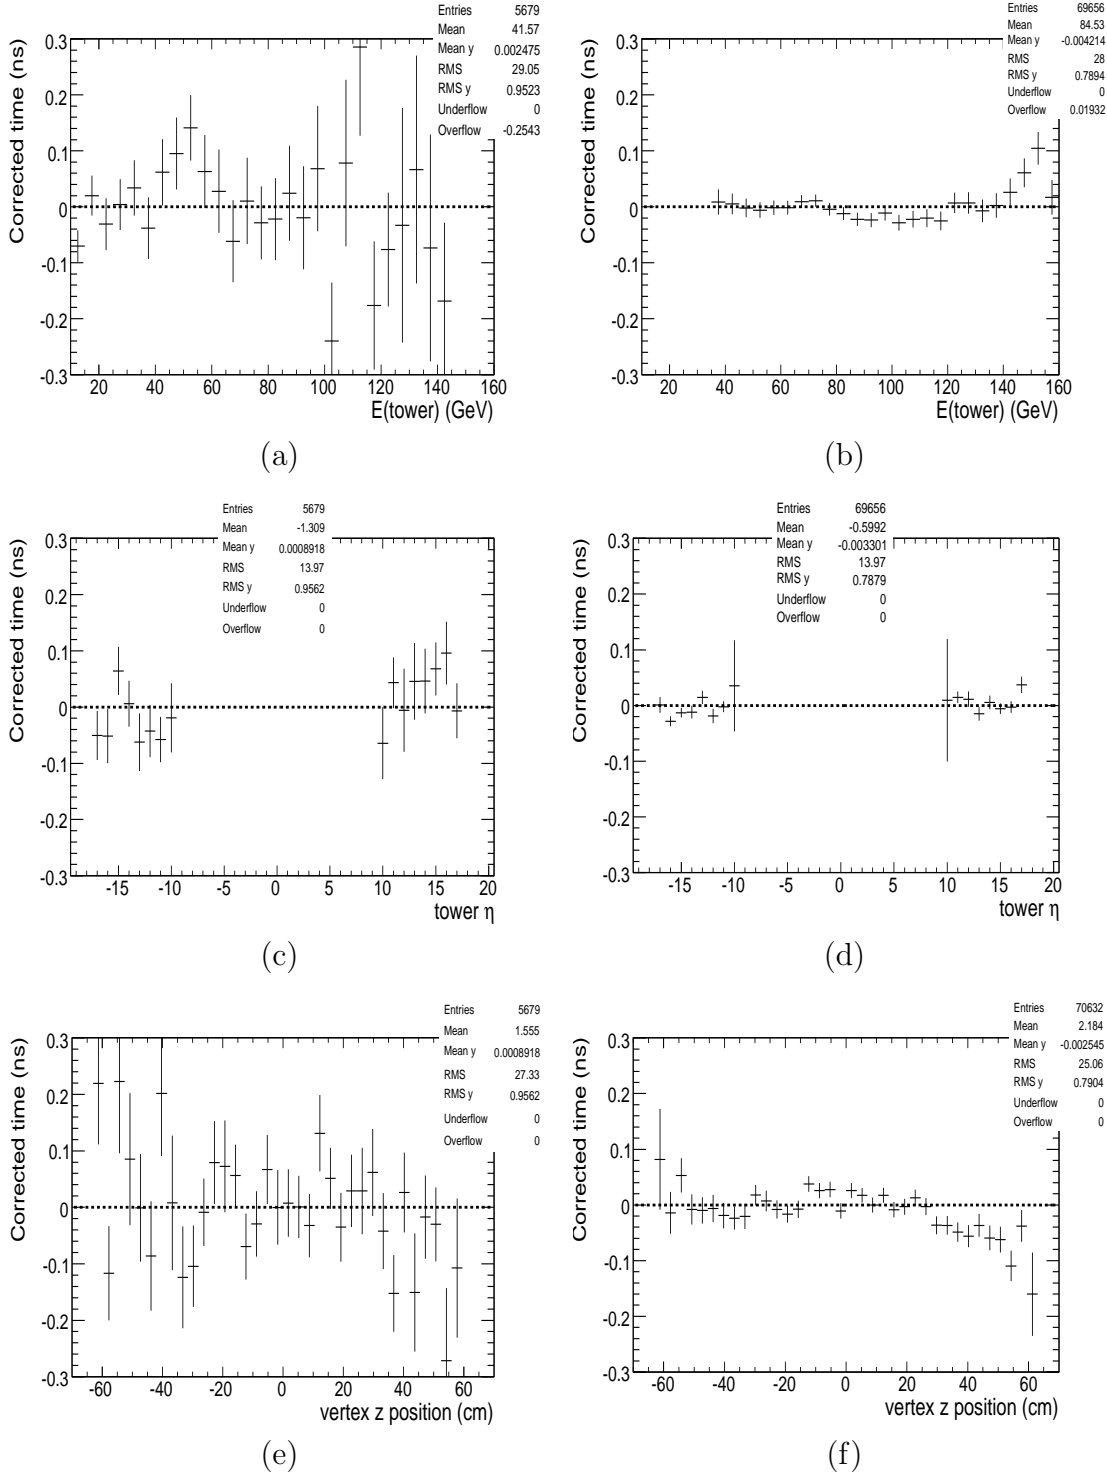 Entries 5679
Mean 41.57
Mean y 0.002475
RMS 29.05
RMS y 0.9523
Underflow 0
Overflow -0.2543
Corrected time (ns)
0.3
0.2
0.1
0
-0.1
-0.2
-0.3
20 40 60 80 100 120 140 160
E(tower) (GeV)
(a)
Entries 69656
Mean 84.53
Mean y -0.004214
RMS 28
RMS y 0.7894
Underflow 0
Overflow 0.01932
Corrected time (ns)
0.3
0.2
0.1
0
-0.1
-0.2
-0.3
20 40 60 80 100 120 140 160
E(tower) (GeV)
(b)
Entries 5679
Mean -1.309
Mean y 0.0008918
RMS 13.97
RMS y 0.9562
Underflow 0
Overflow 0
Corrected time (ns)
0.3
0.2
0.1
0
-0.1
-0.2
-0.3
-15 -10 -5 0 5 10 15 20
tower η
(c)
Entries 69656
Mean -0.5992
Mean y -0.003301
RMS 13.97
RMS y 0.7879
Underflow 0
Overflow 0
Corrected time (ns)
0.3
0.2
0.1
0
-0.1
-0.2
-0.3
-15 -10 -5 0 5 10 15 20
tower η
(d)
Entries 5679
Mean 1.555
Mean y 0.0008918
RMS 27.33
RMS y 0.9562
Underflow 0
Overflow 0
Corrected time (ns)
0.3
0.2
0.1
0
-0.1
-0.2
-0.3
-60 -40 -20 0 20 40 60
vertex z position (cm)
(e)
Entries 70632
Mean 2.184
Mean y -0.002545
RMS 25.06
RMS y 0.7904
Underflow 0
Overflow 0
Corrected time (ns)
0.3
0.2
0.1
0
-0.1
-0.2
-0.3
-60 -40 -20 0 20 40 60
vertex z position (cm)
(f)